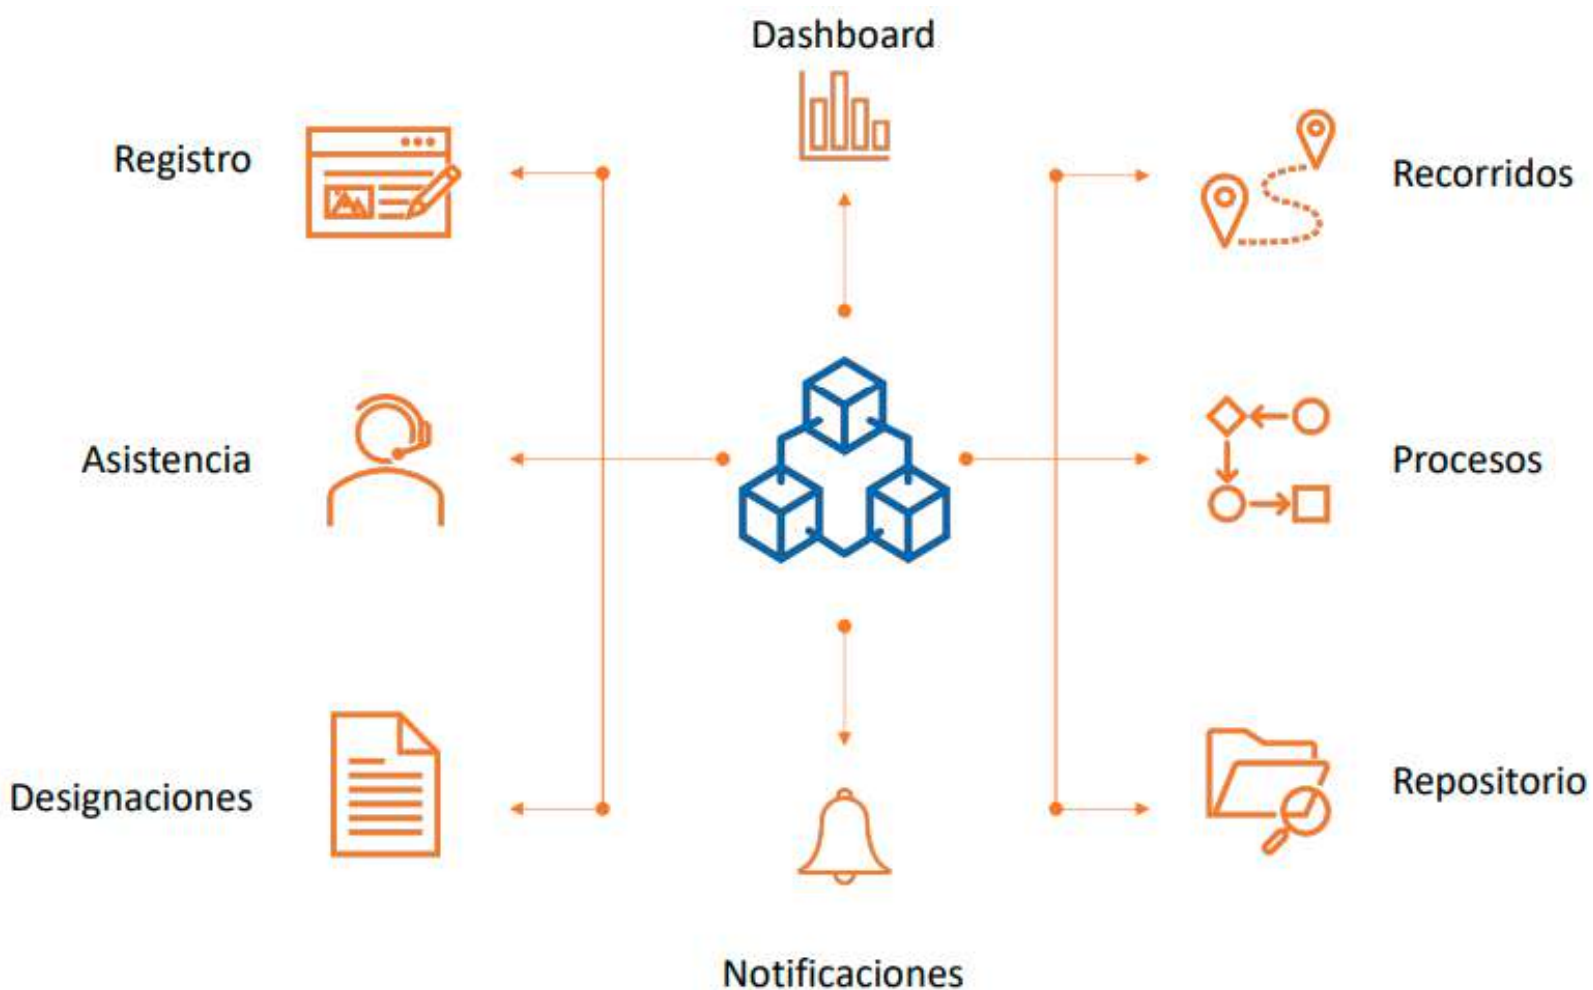 Dashboard
Registro
Recorridos
Asistencia
Procesos
Designaciones
Repositorio
Notificaciones